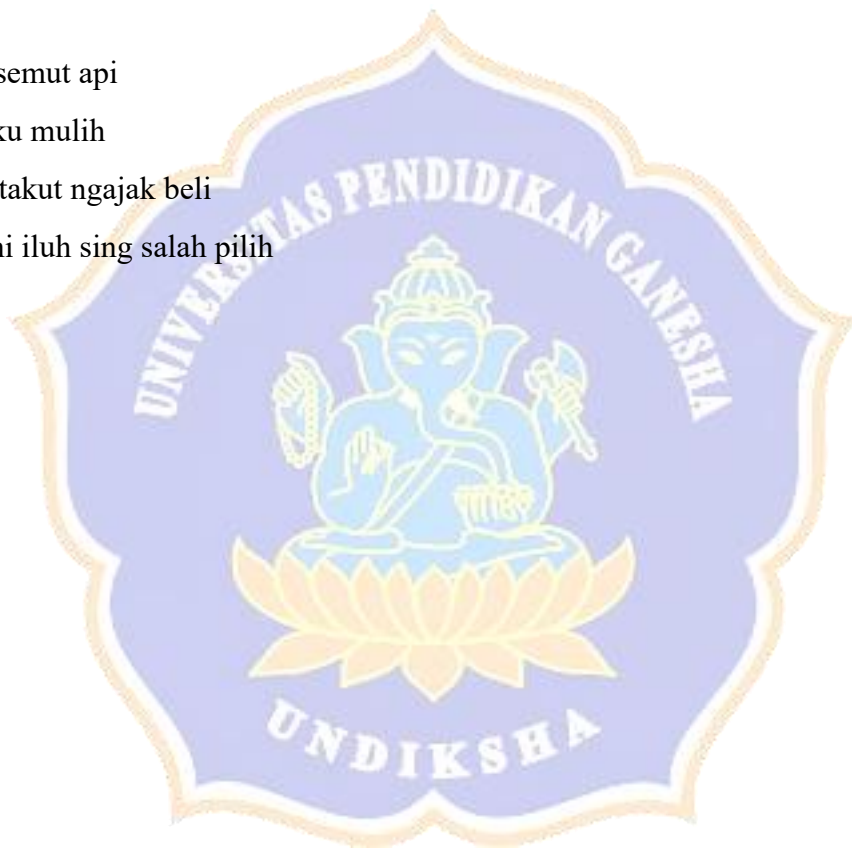 semut api
ku mulih
takut ngajak beli
ni iluh sing salah pilih
UNIVERSITAS PENDIDIKAN GANESHA
UNDIKSHA